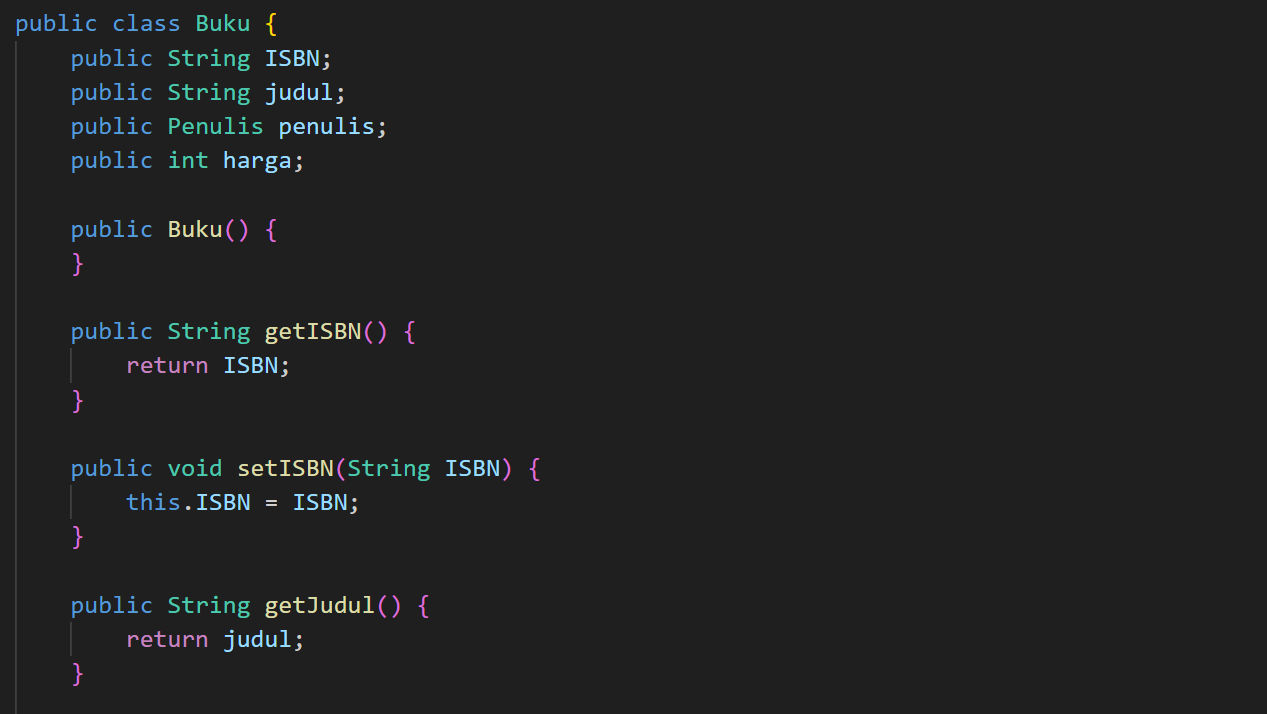 public class Buku {
    public String ISBN;
    public String judul;
    public Penulis penulis;
    public int harga;

    public Buku() {
    }

    public String getISBN() {
        return ISBN;
    }

    public void setISBN(String ISBN) {
        this.ISBN = ISBN;
    }

    public String getJudul() {
        return judul;
    }